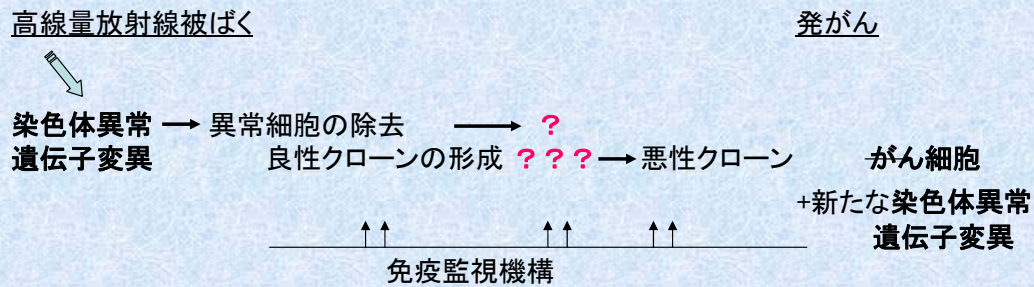 高線量放射線被ばく 発がん
染色体異常 → 異常細胞の除去 → ?
遺伝子変異 良性クローンの形成 ??? → 悪性クローン がん細胞
+新たな染色体異常
遺伝子変異
免疫監視機構